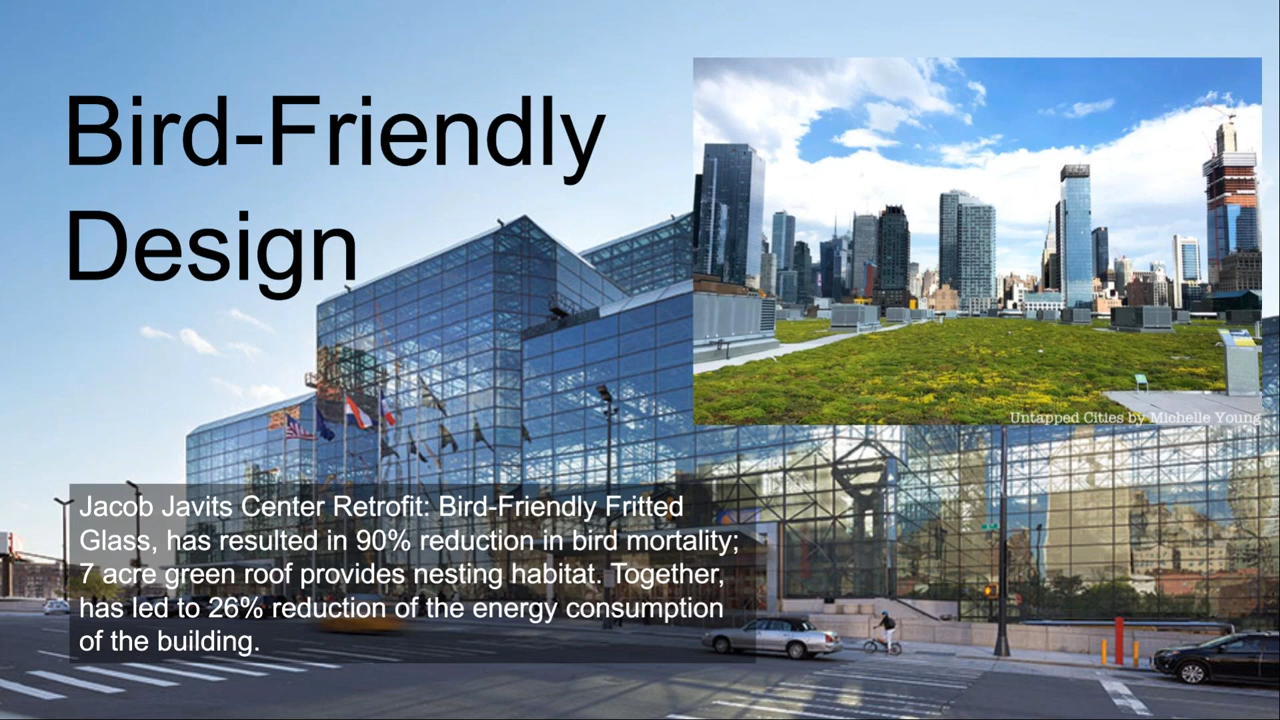 Bird-Friendly
Design
Untapped Cities by Michelle Young
Jacob Javits Center Retrofit: Bird-Friendly Fritted
Glass, has resulted in 90% reduction in bird mortality;
7 acre green roof provides nesting habitat. Together,
has led to 26% reduction of the energy consumption
of the building.